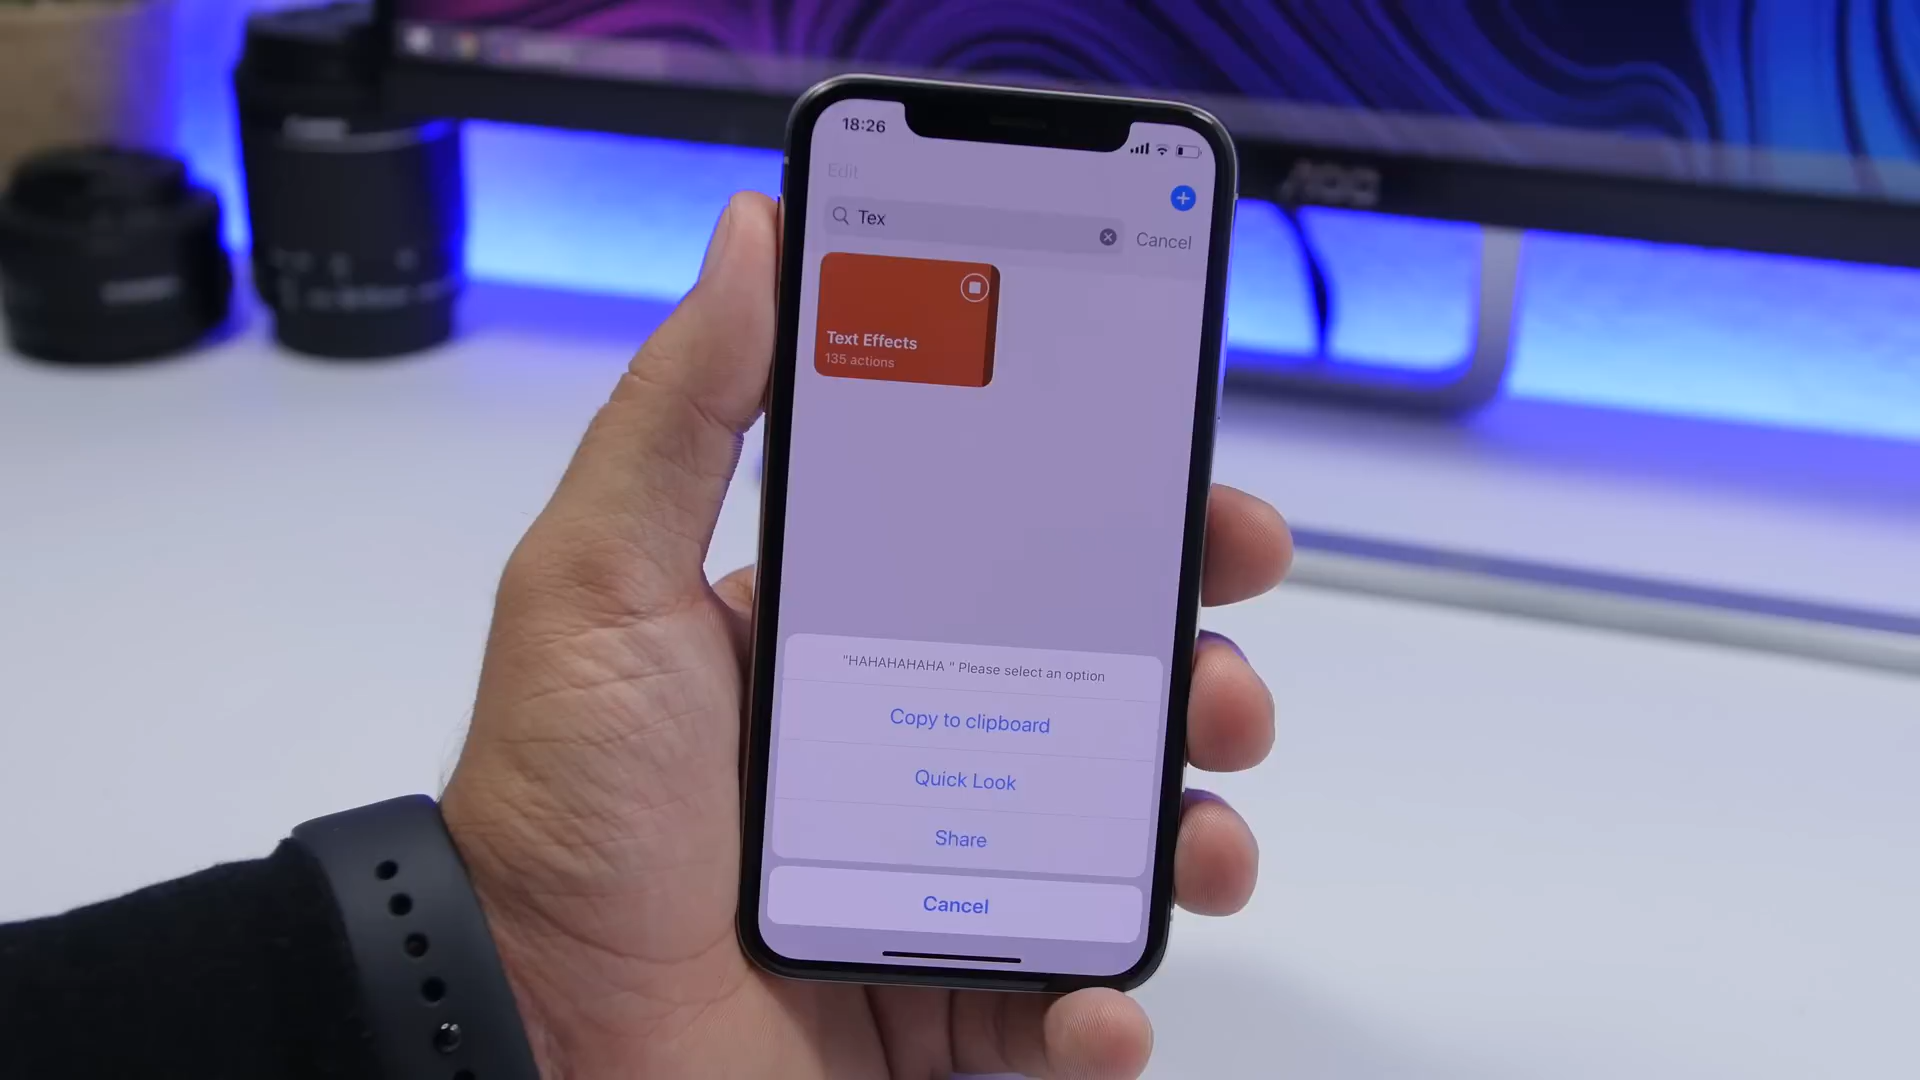 18:26
Edit
Tex
Cancel
Text Effects
135 actions
"HAHAHAHAHA " Please select an option
Copy to clipboard
Quick Look
Share
Cancel
AOC